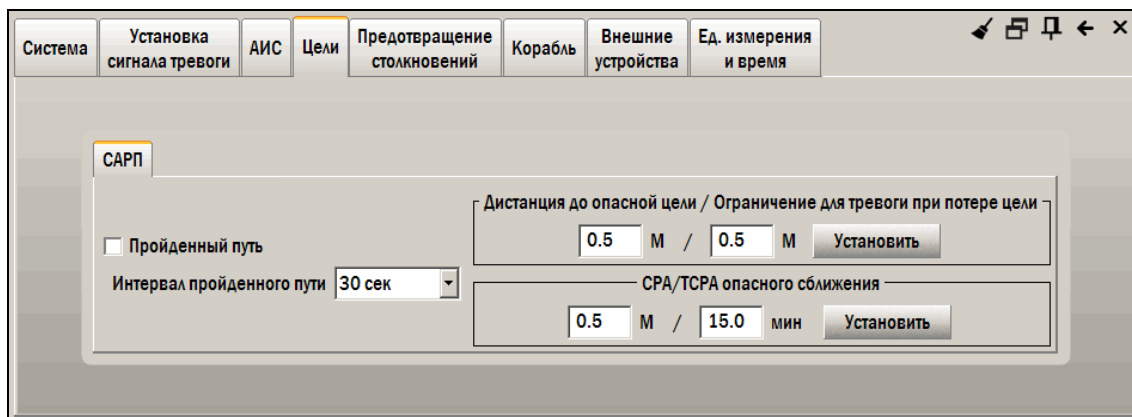 Система
Установка
сигнала тревоги
АИС
Цели
Предотвращение
столкновений
Корабль
Внешние
устройства
Ед. измерения
и время
САРП
Дистанция до опасной цели / Ограничение для тревоги при потере цели
0.5 М / 0.5 М Установить
Пройденный путь
Интервал пройденного пути 30 сек
CPA/TCPA опасного сближения
0.5 М / 15.0 мин Установить